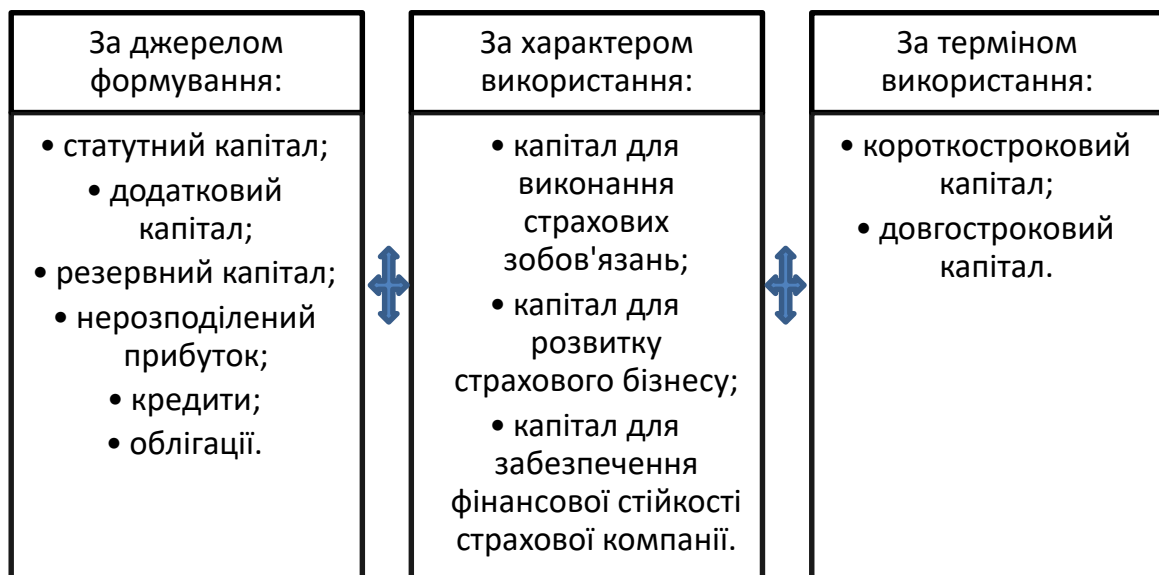 За джерелом
формування:
• статутний капітал;
• додатковий
капітал;
• резервний капітал;
• нерозподілений
прибуток;
• кредити;
• облігації.
За характером
використання:
• капітал для
виконання
страхових
зобов'язань;
• капітал для
розвитку
страхового бізнесу;
• капітал для
забезпечення
фінансової стійкості
страхової компанії.
За терміном
використання:
• короткостроковий
капітал;
• довгостроковий
капітал.